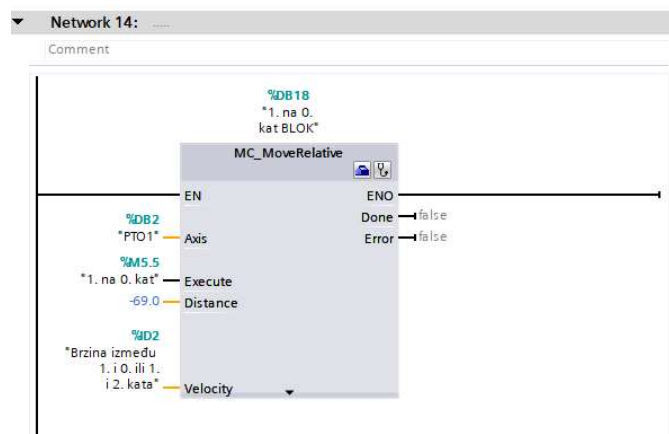 Network 14: .....
Comment
%DB18
"1. na 0.
kat BLOK"
MC_MoveRelative
EN
ENO
%DB2
Done
false
"PTO1"
Axis
Error
false
%M5.5
"1. na 0. kat"
Execute
-69.0
Distance
%ID2
"Brzina između
1. i 0. ili 1.
i 2. kata"
Velocity